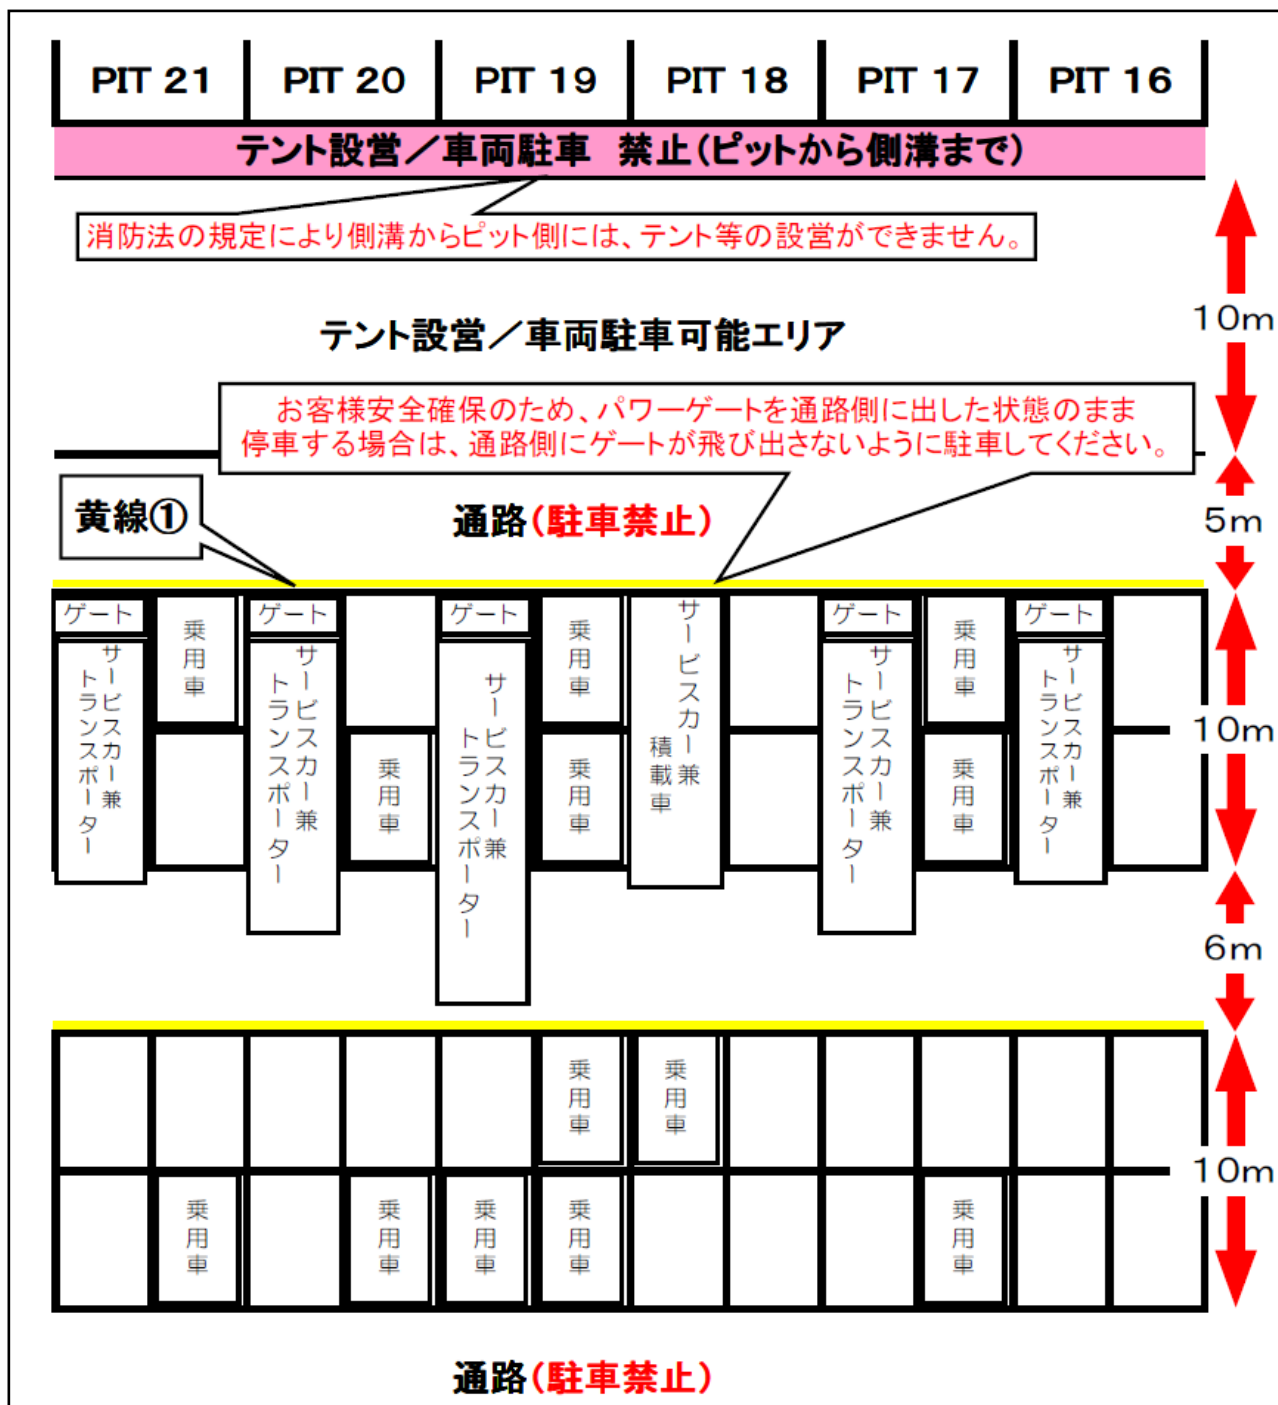 PIT 21
PIT 20
PIT 19
PIT 18
PIT 17
PIT 16
テント設営／車両駐車　禁止(ピットから側溝まで)
消防法の規定により側溝からピット側には、テント等の設営ができません。
10m
テント設営／車両駐車可能エリア
お客様安全確保のため、パワーゲートを通路側に出した状態のまま
停車する場合は、通路側にゲートが飛び出さないように駐車してください。
黄線①
通路(駐車禁止)
5m
ゲート
乗用車
ゲート
ゲート
乗用車
サービスカー兼
積載車
ゲート
乗用車
ゲート
サービスカー兼
トランスポーター
サービスカー兼
トランスポーター
サービスカー兼
トランスポーター
サービスカー兼
トランスポーター
サービスカー兼
トランスポーター
10m
乗用車
乗用車
乗用車
6m
乗用車
乗用車
10m
乗用車
乗用車
乗用車
乗用車
乗用車
通路(駐車禁止)